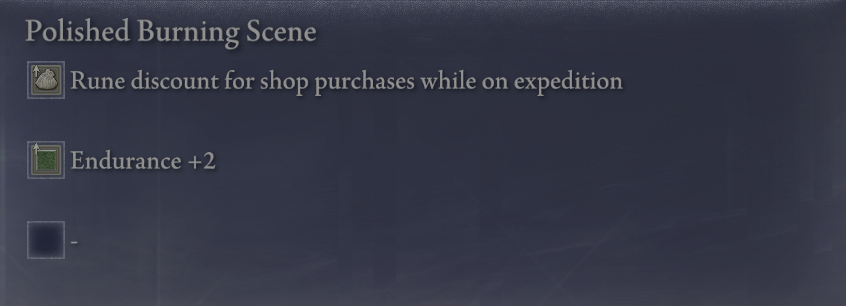 Polished Burning Scene
Rune discount for shop purchases while on expedition
Endurance +2
-